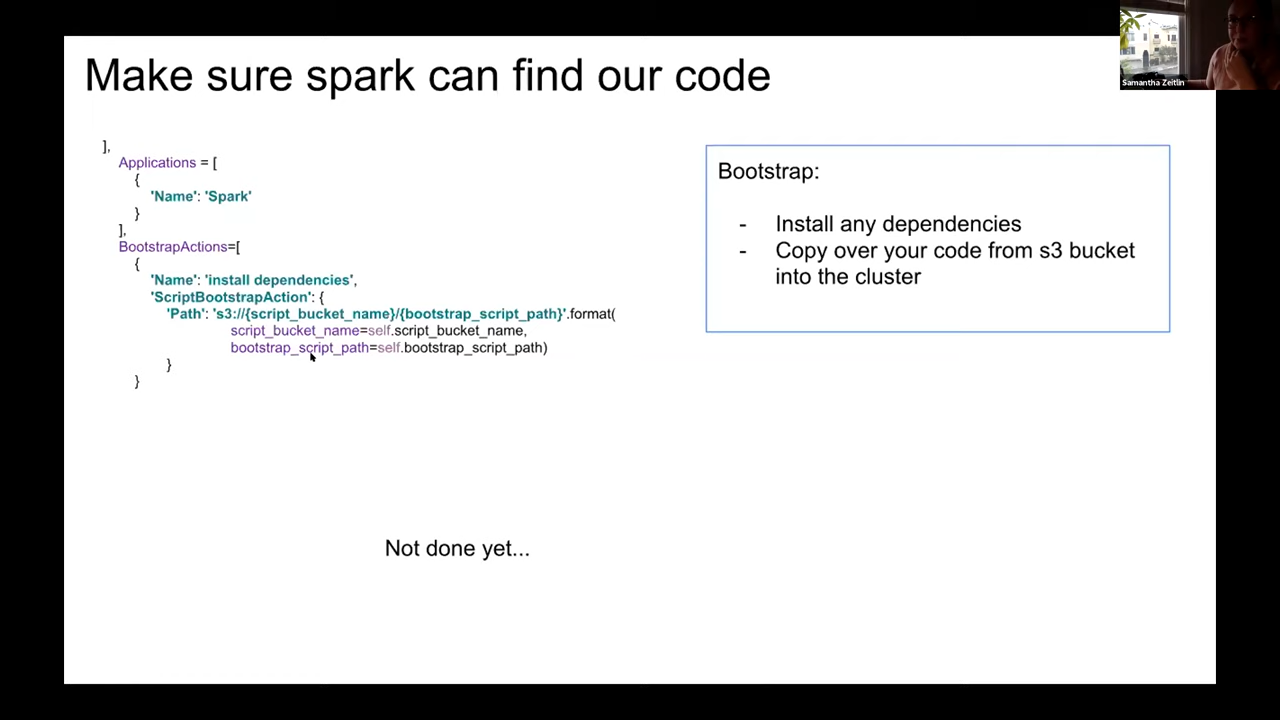 Make sure spark can find our code
Samantha Zeitlin
],
Applications = [
{
'Name': 'Spark'
}
],
BootstrapActions=[
{
'Name': 'install dependencies',
'ScriptBootstrapAction': {
'Path': 's3://{script_bucket_name}/{bootstrap_script_path}'.format(
script_bucket_name=self.script_bucket_name,
bootstrap_script_path=self.bootstrap_script_path)
}
}
Bootstrap:
- Install any dependencies
- Copy over your code from s3 bucket
into the cluster
Not done yet...